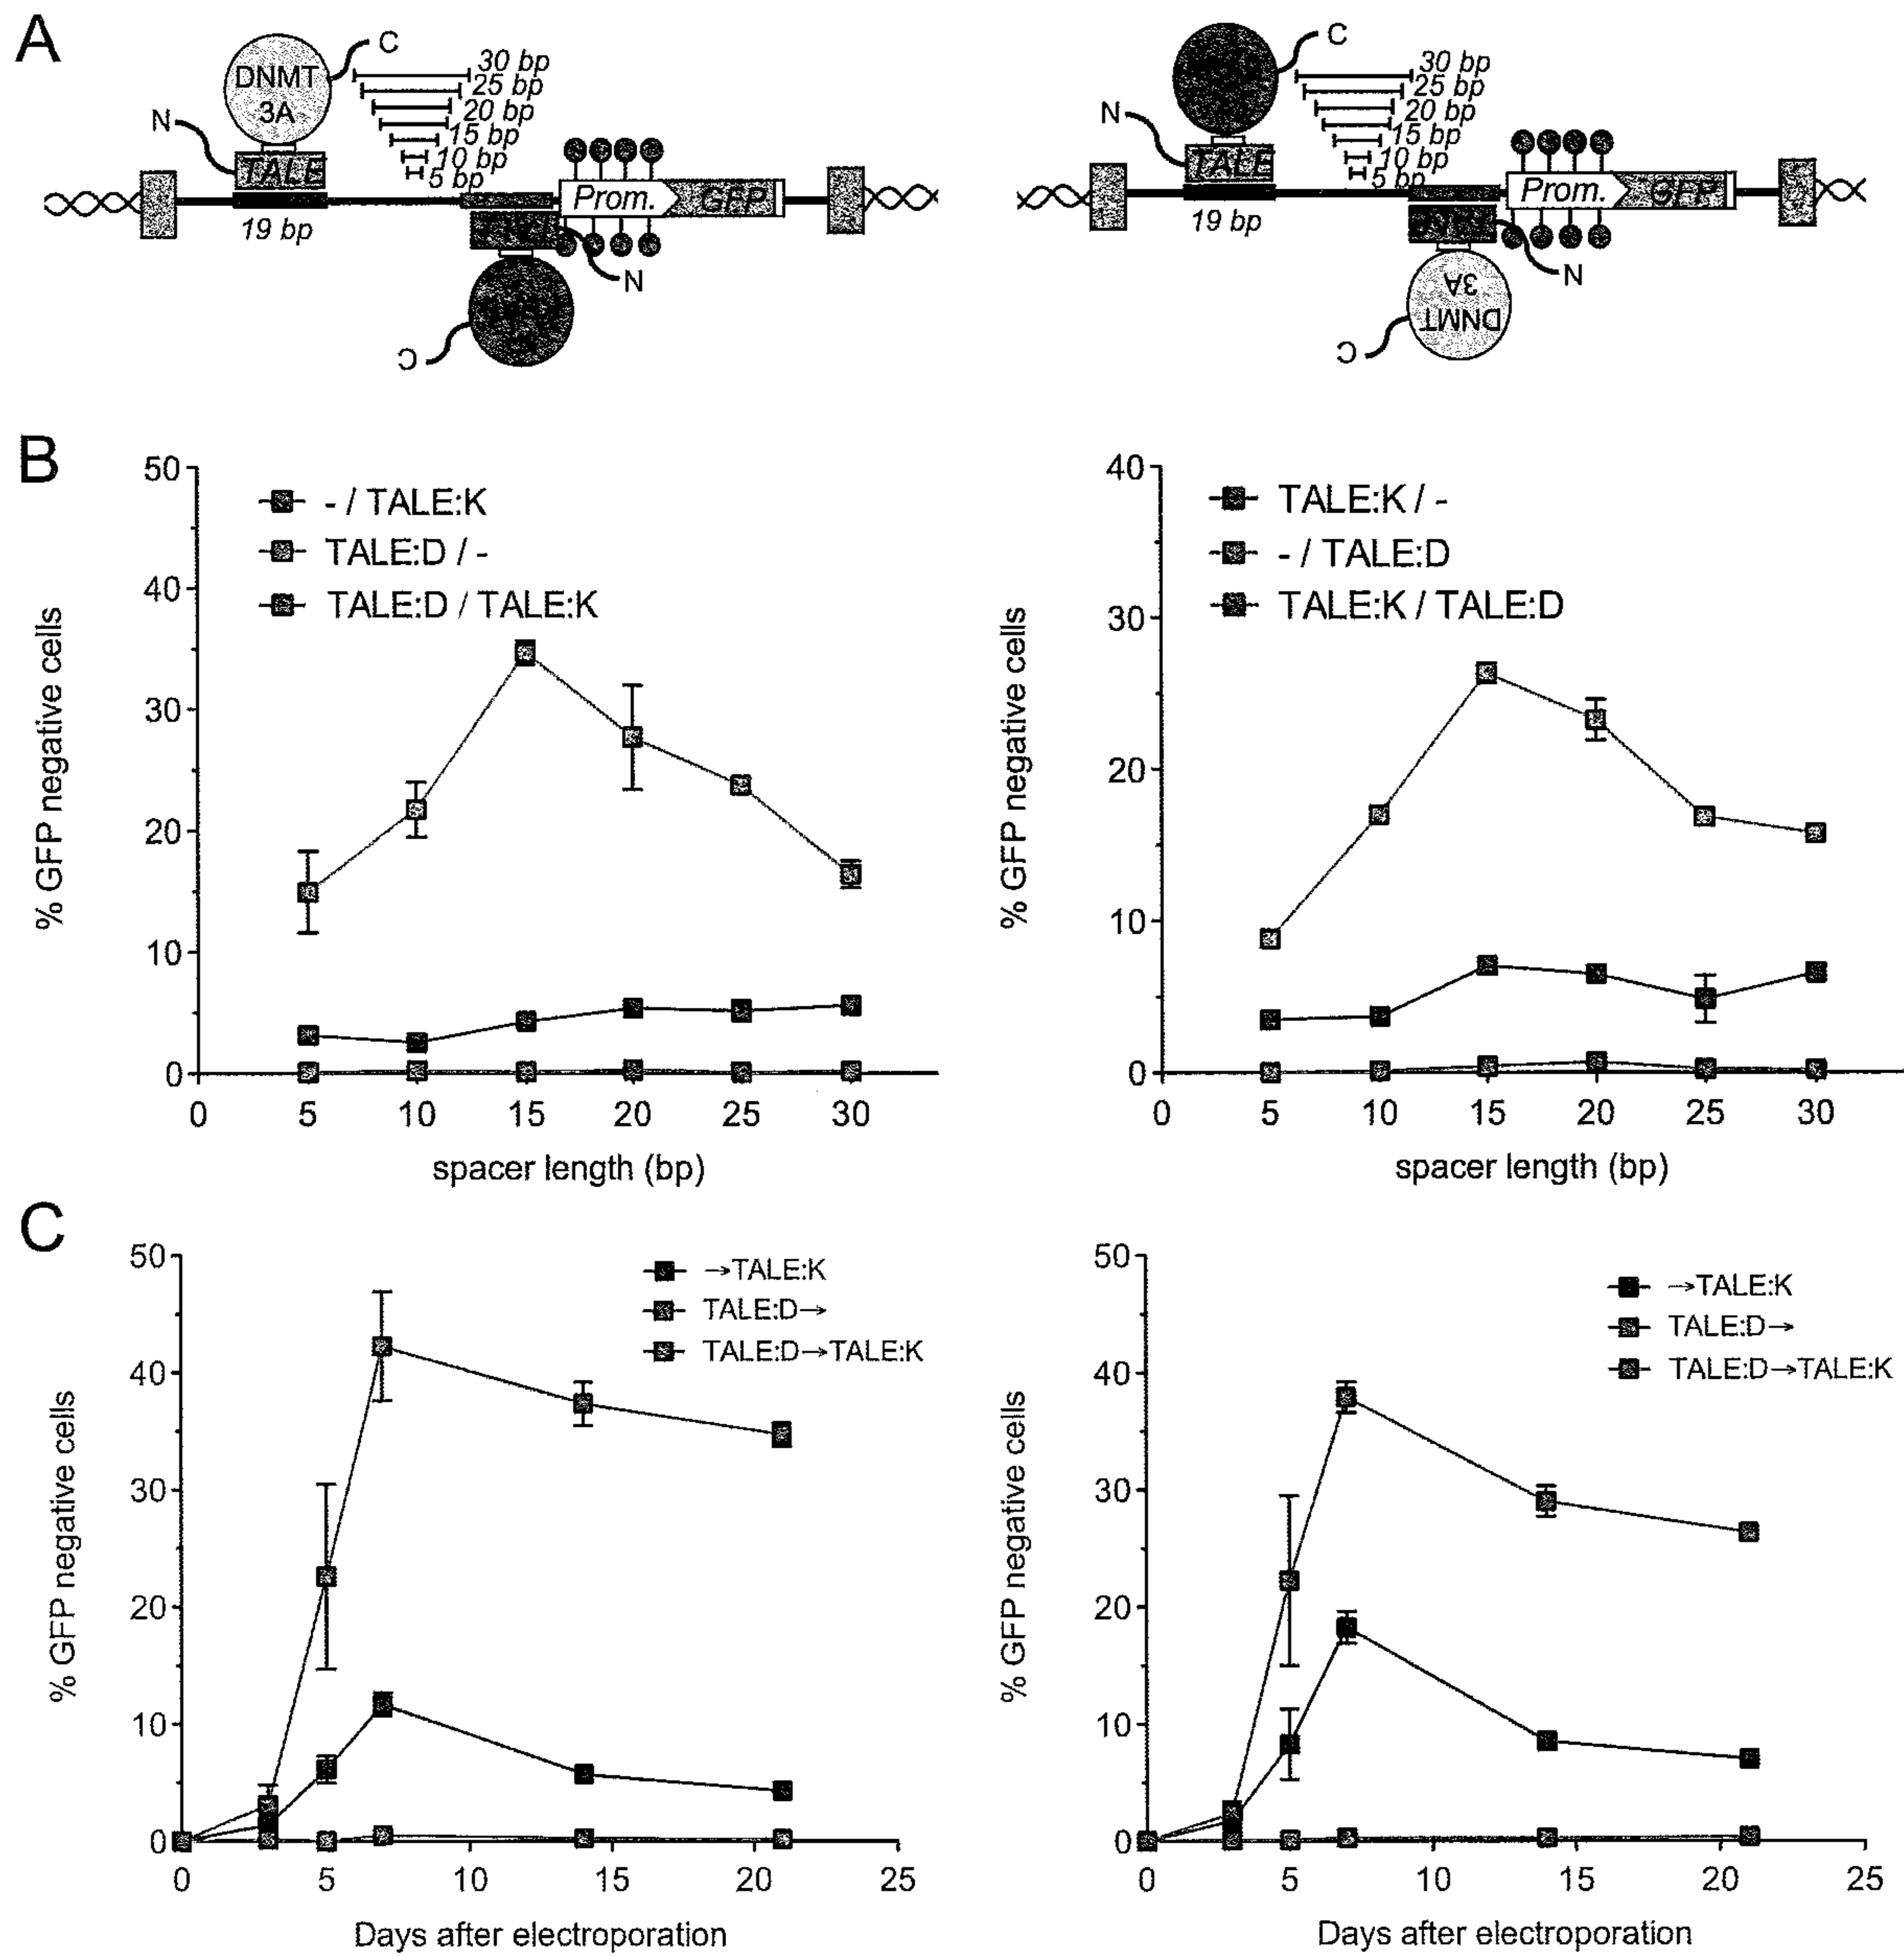 A
DNMT
3A
C
N
TALE
19 bp
30 bp
25 bp
20 bp
15 bp
10 bp
5 bp
Prom.
GFP
N
C
C
N
TALE
19 bp
30 bp
25 bp
20 bp
15 bp
10 bp
5 bp
Prom.
GFP
N
DNMT
3A
C
B
% GFP negative cells
50
40
30
20
10
0
- / TALE:K
TALE:D / -
TALE:D / TALE:K
0 5 10 15 20 25 30
spacer length (bp)
% GFP negative cells
40
30
20
10
0
TALE:K / -
- / TALE:D
TALE:K / TALE:D
0 5 10 15 20 25 30
spacer length (bp)
C
% GFP negative cells
50
40
30
20
10
0
→TALE:K
TALE:D→
TALE:D→TALE:K
0 5 10 15 20 25
Days after electroporation
% GFP negative cells
50
40
30
20
10
0
→TALE:K
TALE:D→
TALE:D→TALE:K
0 5 10 15 20 25
Days after electroporation